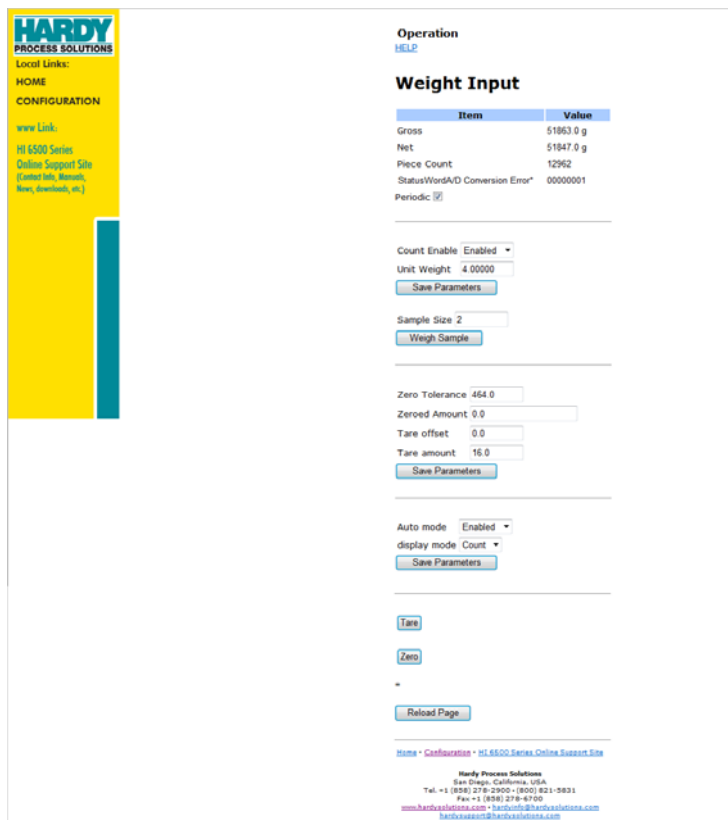 HARDY
PROCESS SOLUTIONS
Local Links:
HOME
CONFIGURATION
www Link:
HI 6500 Series
Online Support Site
(Contact Info, Manuals,
News, downloads, etc.)
Operation
HELP
Weight Input
Item Value
Gross 51863.0 g
Net 51847.0 g
Piece Count 12962
StatusWordA/D Conversion Error* 00000001
Periodic
Count Enable Enabled
Unit Weight 4.00000
Save Parameters
Sample Size 2
Weigh Sample
Zero Tolerance 464.0
Zeroed Amount 0.0
Tare offset 0.0
Tare amount 16.0
Save Parameters
Auto mode Enabled
display mode Count
Save Parameters
Tare
Zero
*
Reload Page
Home • Configuration • HI 6500 Series Online Support Site
Hardy Process Solutions
San Diego, California, USA
Tel. +1 (858) 278-2900 • (800) 821-5831
Fax +1 (858) 278-6700
www.hardysolutions.com • hardyinfo@hardysolutions.com
hardysupport@hardysolutions.com